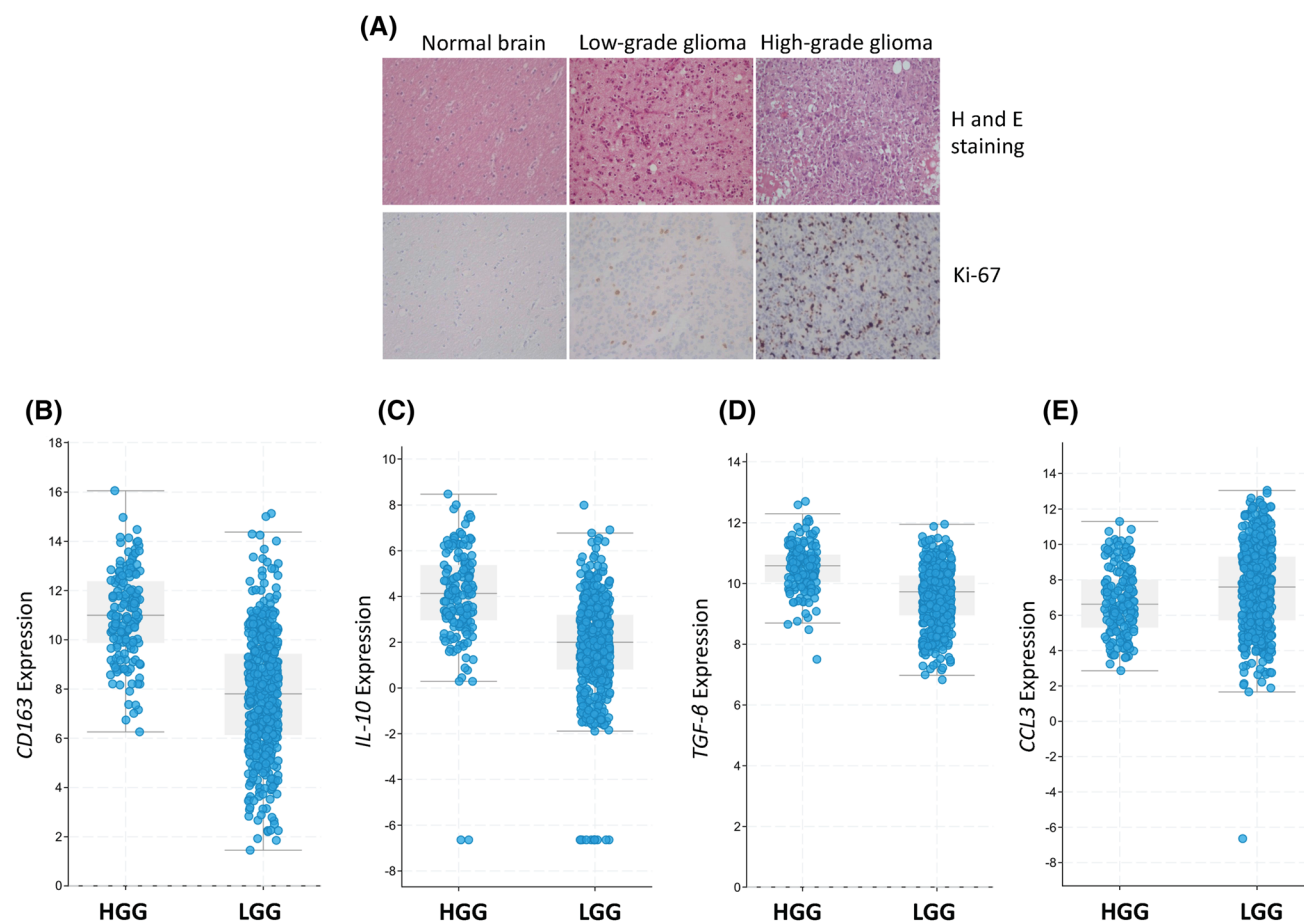 (A)
Normal brain
Low-grade glioma
High-grade glioma
H and E
staining
Ki-67
(B)
(C)
(D)
(E)
CD163 Expression
18
16
14
12
10
8
6
4
2
0
HGG
LGG
IL-10 Expression
10
8
6
4
2
0
-2
-4
-6
-8
HGG
LGG
TGF-β Expression
14
12
10
8
6
4
2
0
HGG
LGG
CCL3 Expression
14
12
10
8
6
4
2
0
-2
-4
-6
-8
HGG
LGG